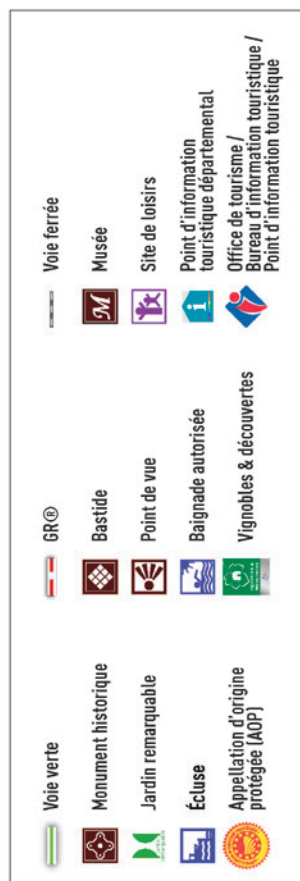 Voie verte
Monument historique
Jardin remarquable
Écluse
Appellation d'origine
protégée (AOP)
GR®
Bastide
Point de vue
Baignade autorisée
Vignobles & découvertes
Voie ferrée
M Musée
Site de loisirs
i Point d'information
touristique départemental
Office de tourisme /
Bureau d'information touristique /
Point d'information touristique